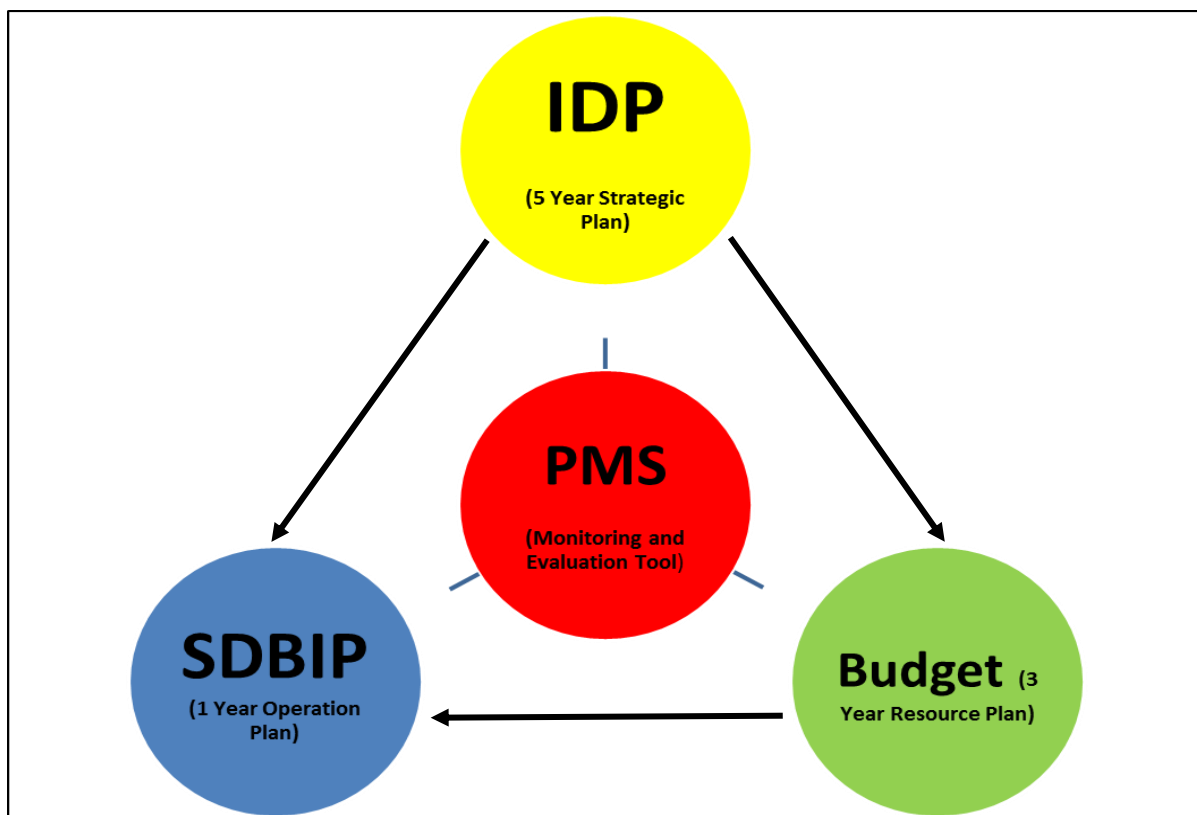 IDP
(5 Year Strategic
Plan)
PMS
(Monitoring and
Evaluation Tool)
SDBIP
(1 Year Operation
Plan)
Budget (3
Year Resource Plan)